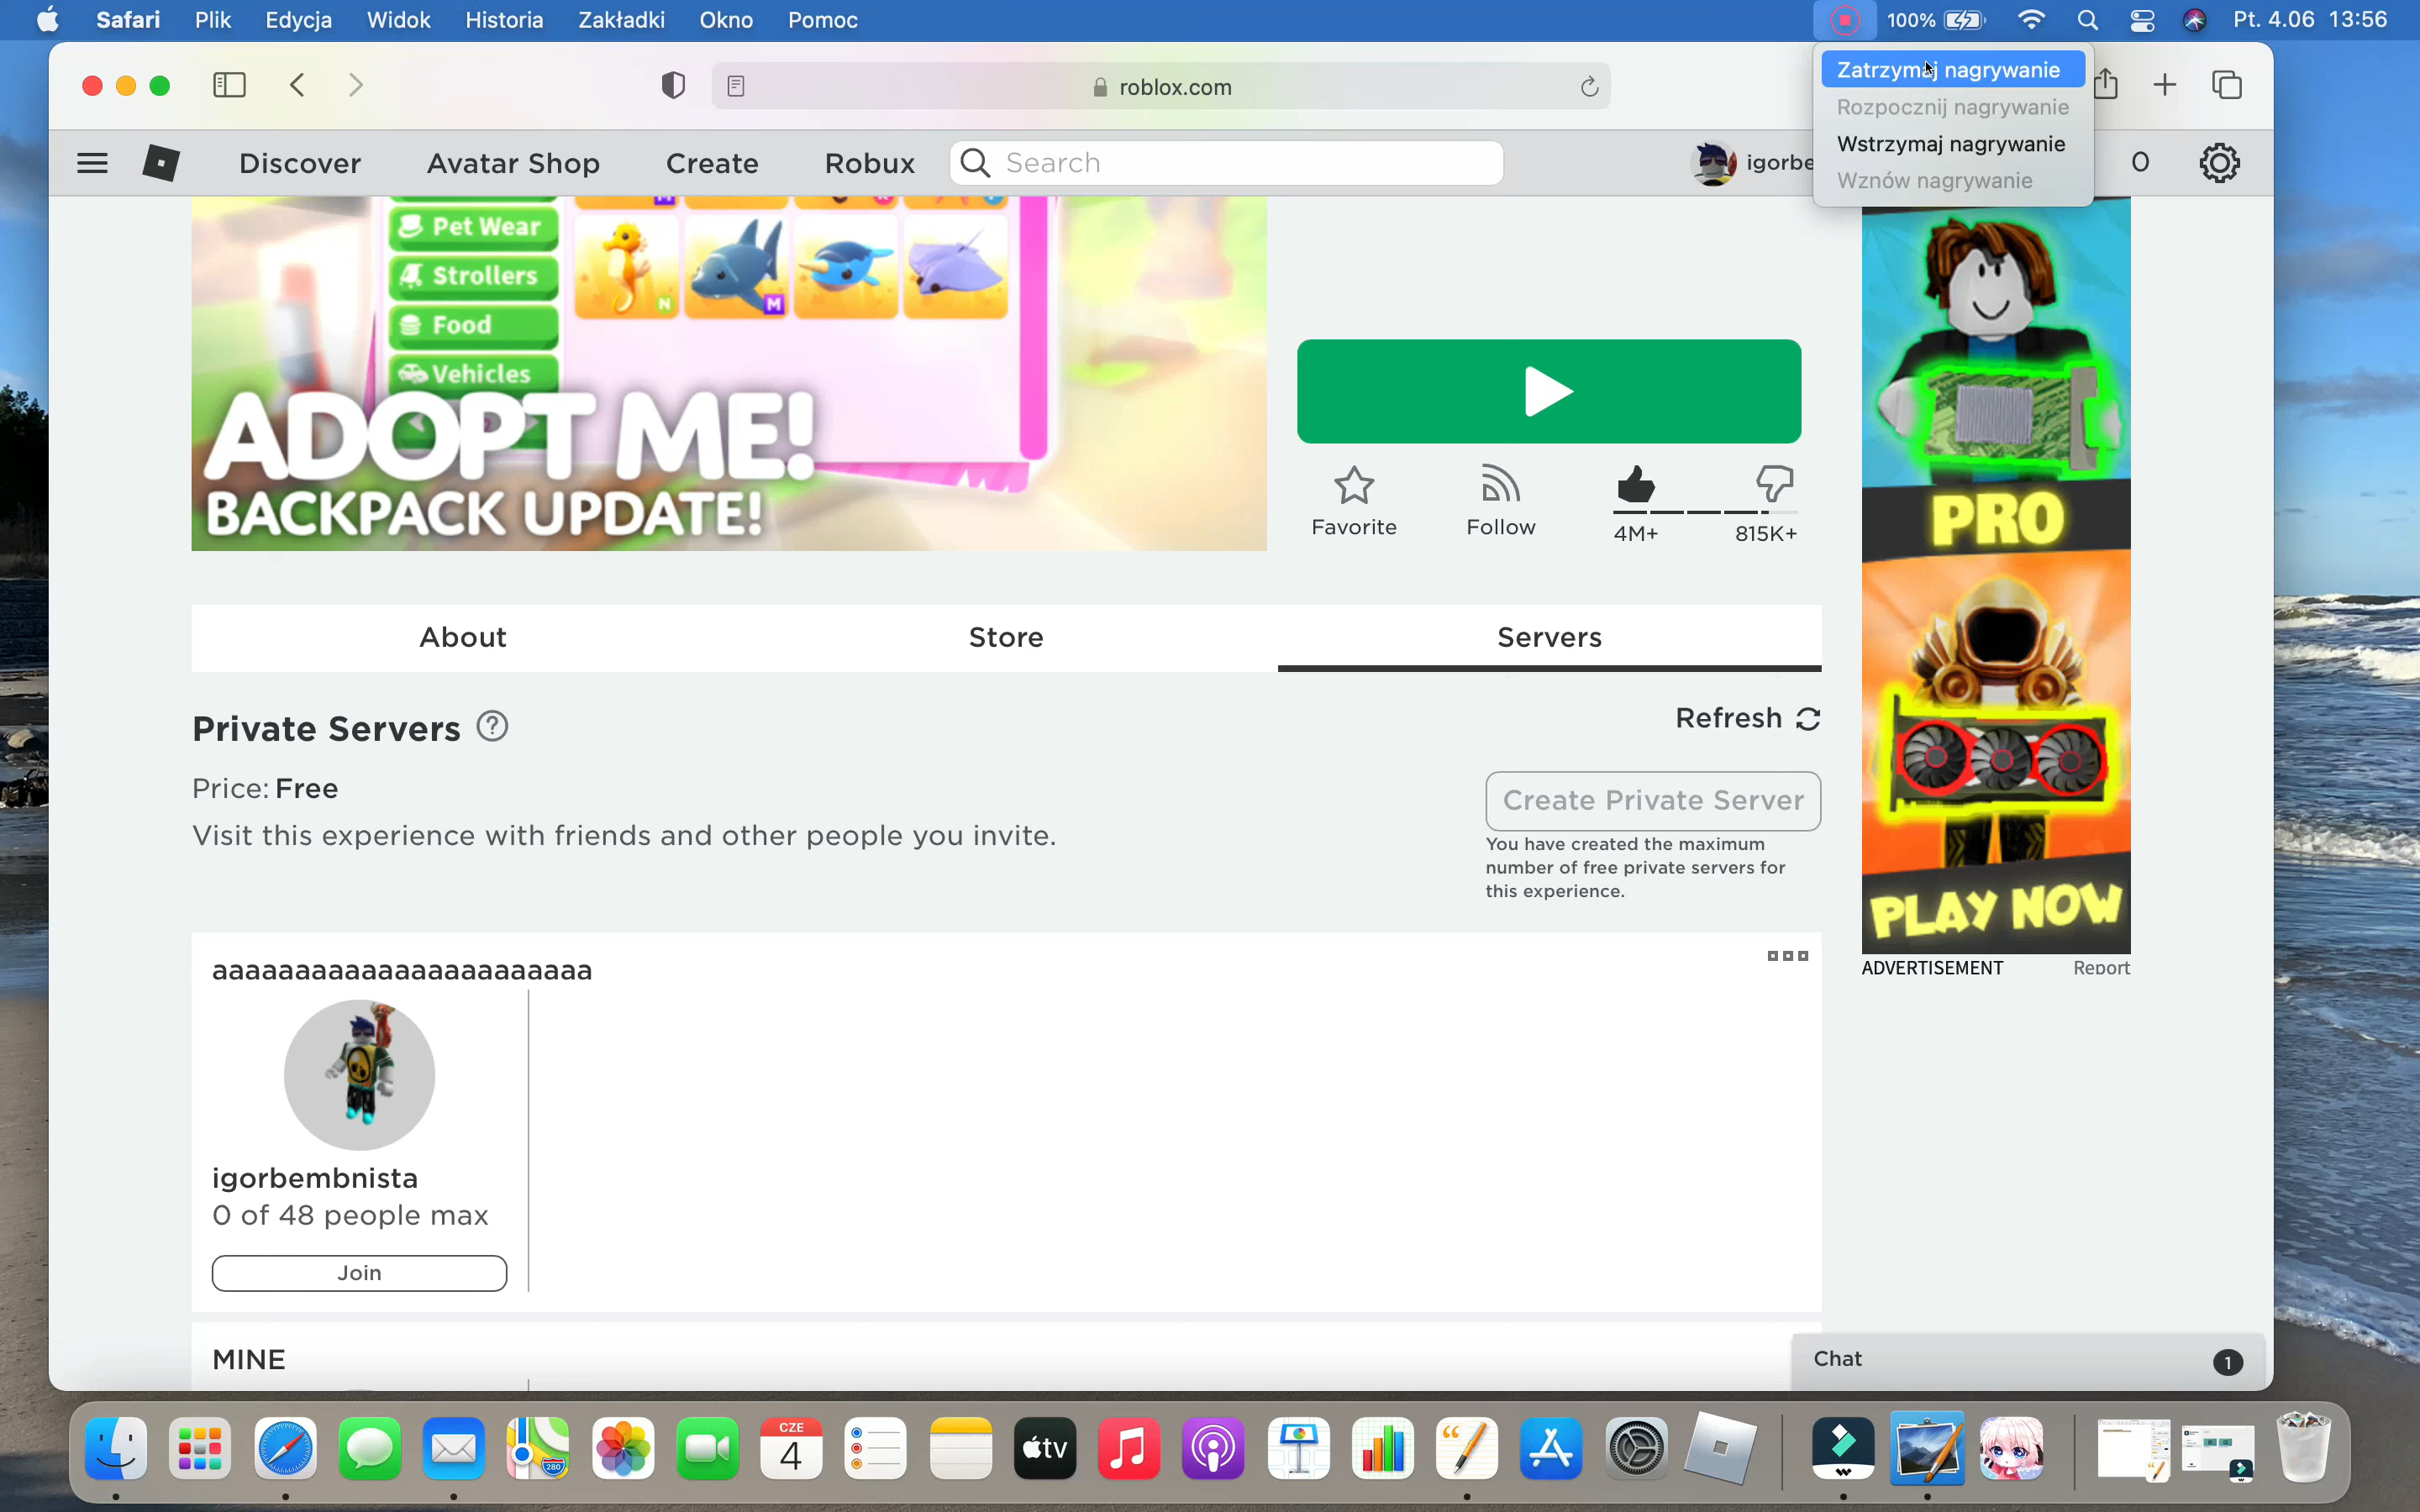 Safari Plik Edycja Widok Historia Zakładki Okno Pomoc 100% Pt. 4.06 13:56
Zatrzymaj nagrywanie
Rozpocznij nagrywanie
Wstrzymaj nagrywanie
Wznów nagrywanie
roblox.com
Discover Avatar Shop Create Robux Search igorbe 0
Pet Wear
Strollers
Food
Vehicles
N M
ADOPT ME!
BACKPACK UPDATE!
Favorite Follow 4M+ 815K+
PRO
PLAY NOW
ADVERTISEMENT Report
About Store Servers
Private Servers ? Refresh
Price: Free
Visit this experience with friends and other people you invite.
Create Private Server
You have created the maximum
number of free private servers for
this experience.
aaaaaaaaaaaaaaaaaaaaaaa
igorbembnista
0 of 48 people max
Join
MINE
Chat 1
280
CZE
4
tv